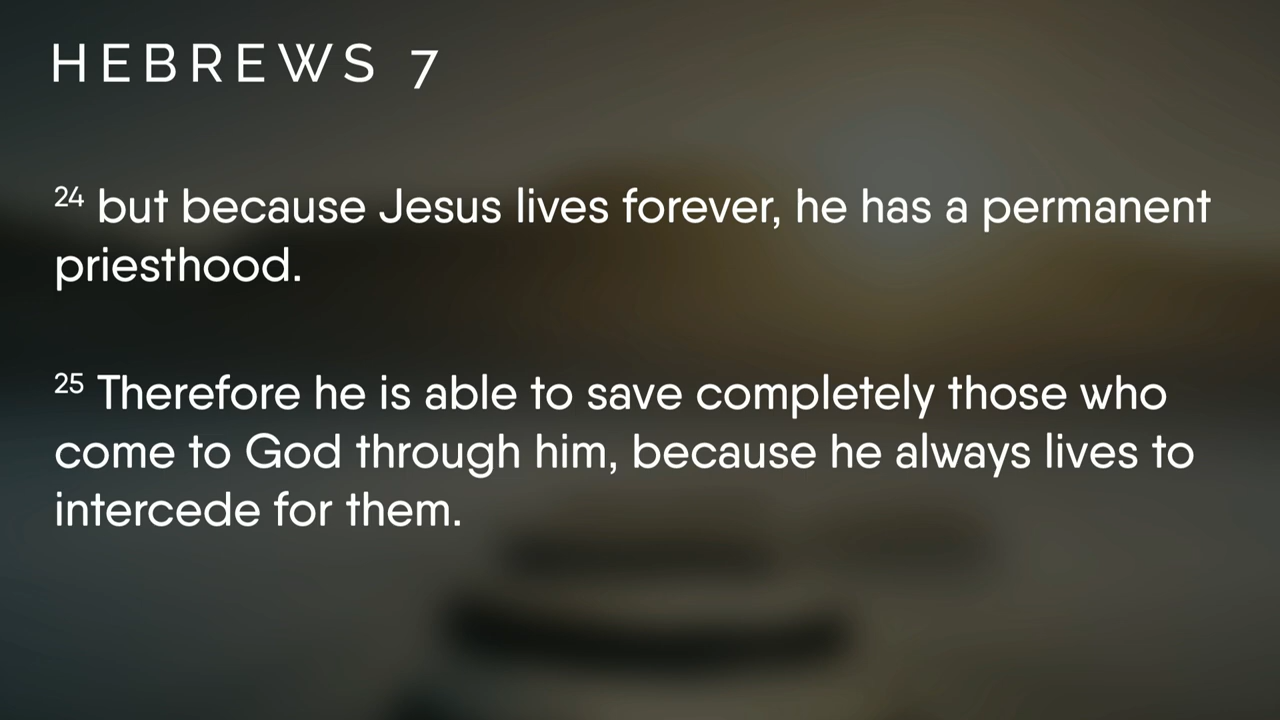 HEBREWS 7
24 but because Jesus lives forever, he has a permanent
priesthood.
25 Therefore he is able to save completely those who
come to God through him, because he always lives to
intercede for them.